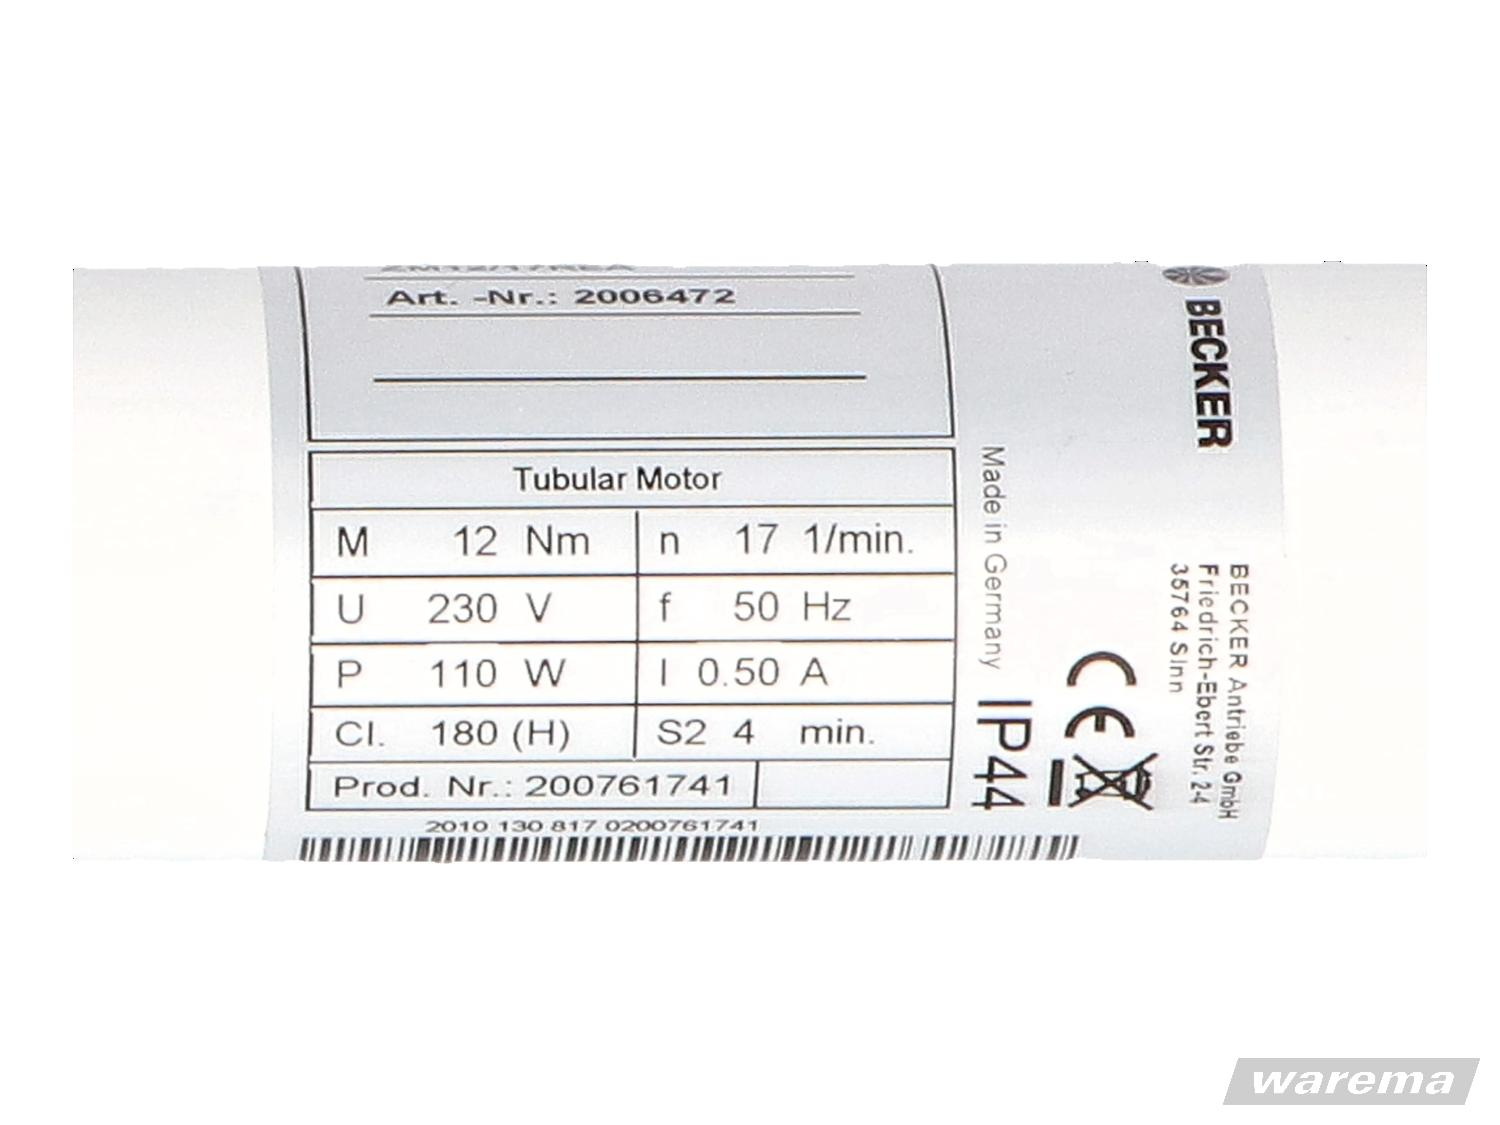 Art. -Nr.: 2006472
Tubular Motor
M 12 Nm n 17 1/min.
U 230 V f 50 Hz
P 110 W I 0.50 A
Cl. 180 (H) S2 4 min.
Prod. Nr.: 200761741
2010 130 817 0200761741
Made in Germany
IP44
CE
BECKER
BECKER Antriebe GmbH
Friedrich-Ebert Str. 2-4
35764 Sinn
warema